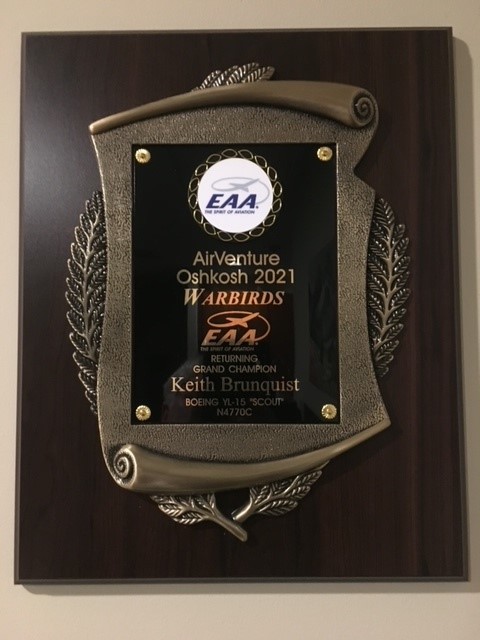 EAA
THE SPIRIT OF AVIATION
AirVenture
Oshkosh 2021
WARBIRDS
EAA
THE SPIRIT OF AVIATION
RETURNING
GRAND CHAMPION
Keith Brunquist
BOEING YL-15 "SCOUT"
N4770C